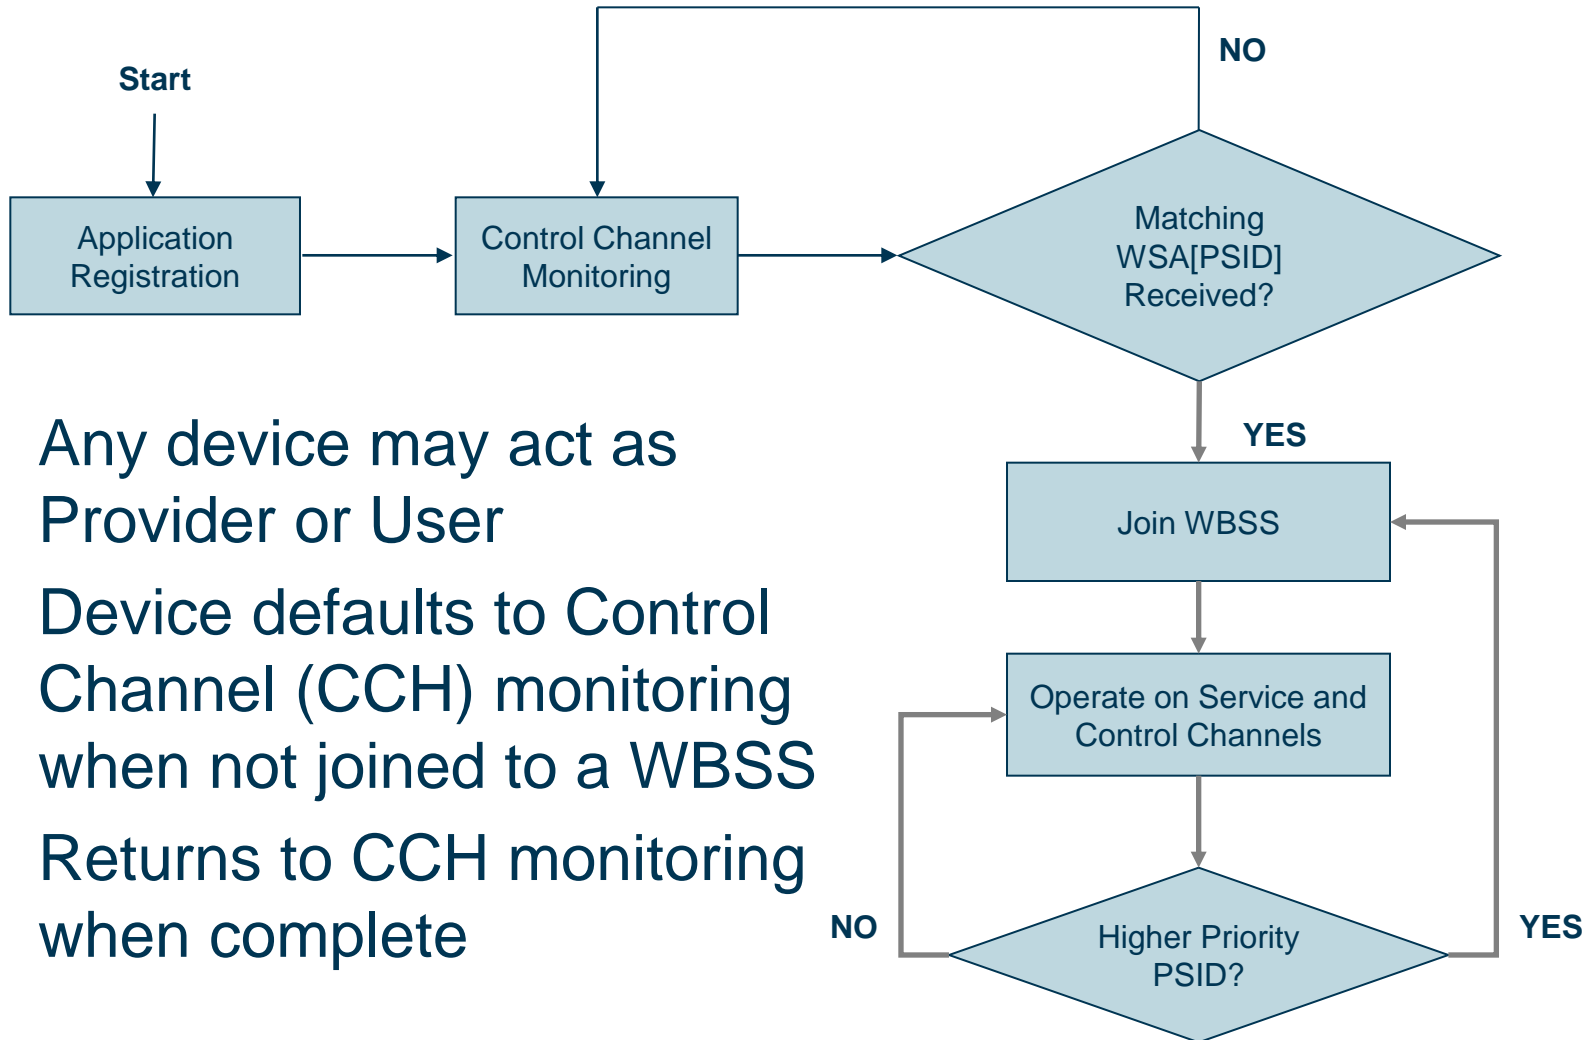 Start
NO
Application
Registration
Control Channel
Monitoring
Matching
WSA[PSID]
Received?
YES
Any device may act as
Provider or User
Device defaults to Control
Channel (CCH) monitoring
when not joined to a WBSS
Returns to CCH monitoring
when complete
Join WBSS
Operate on Service and
Control Channels
NO
Higher Priority
PSID?
YES